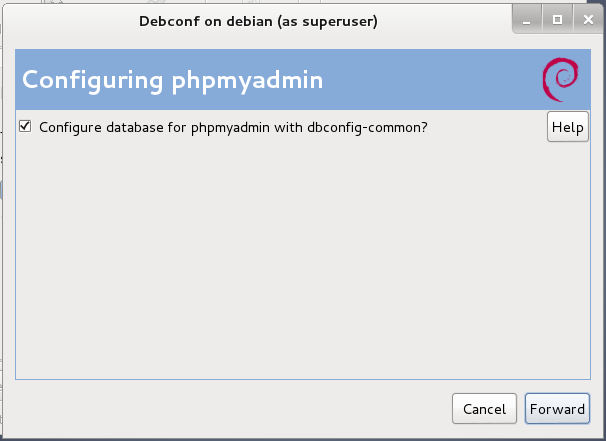 Debconf on debian (as superuser)
Configuring phpmyadmin
Configure database for phpmyadmin with dbconfig-common?
Help
Cancel
Forward